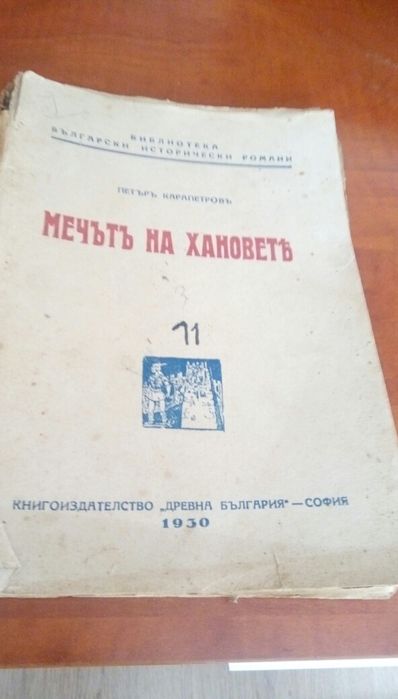 БИБЛИОТЕКА
БЪЛГАРСКИ ИСТОРИЧЕСКИ РОМАНИ
ПЕТЪРЪ КАРАПЕТРОВЪ
МЕЧЪТЪ НА ХАНОВЕТѢ
11
КНИГОИЗДАТЕЛСТВО „ДРЕВНА БЪЛГАРИЯ“ — СОФИЯ
1930